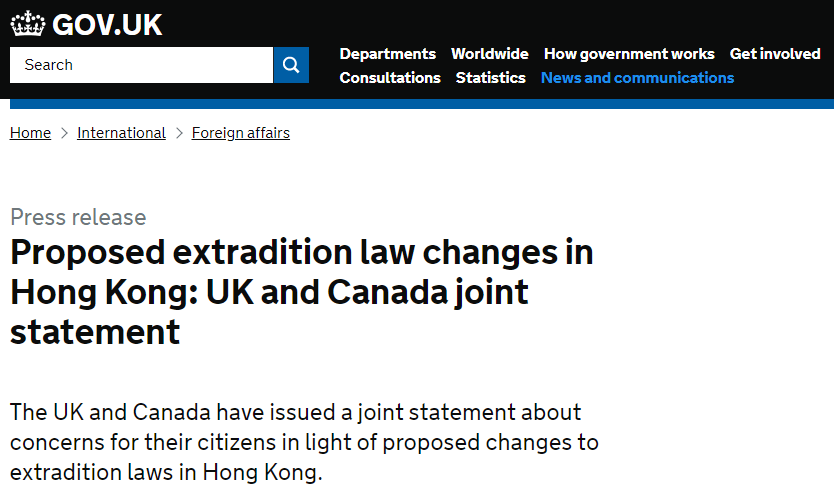 GOV.UK
Search
Departments Worldwide How government works Get involved
Consultations Statistics News and communications
Home > International > Foreign affairs
Press release
Proposed extradition law changes in
Hong Kong: UK and Canada joint
statement
The UK and Canada have issued a joint statement about
concerns for their citizens in light of proposed changes to
extradition laws in Hong Kong.